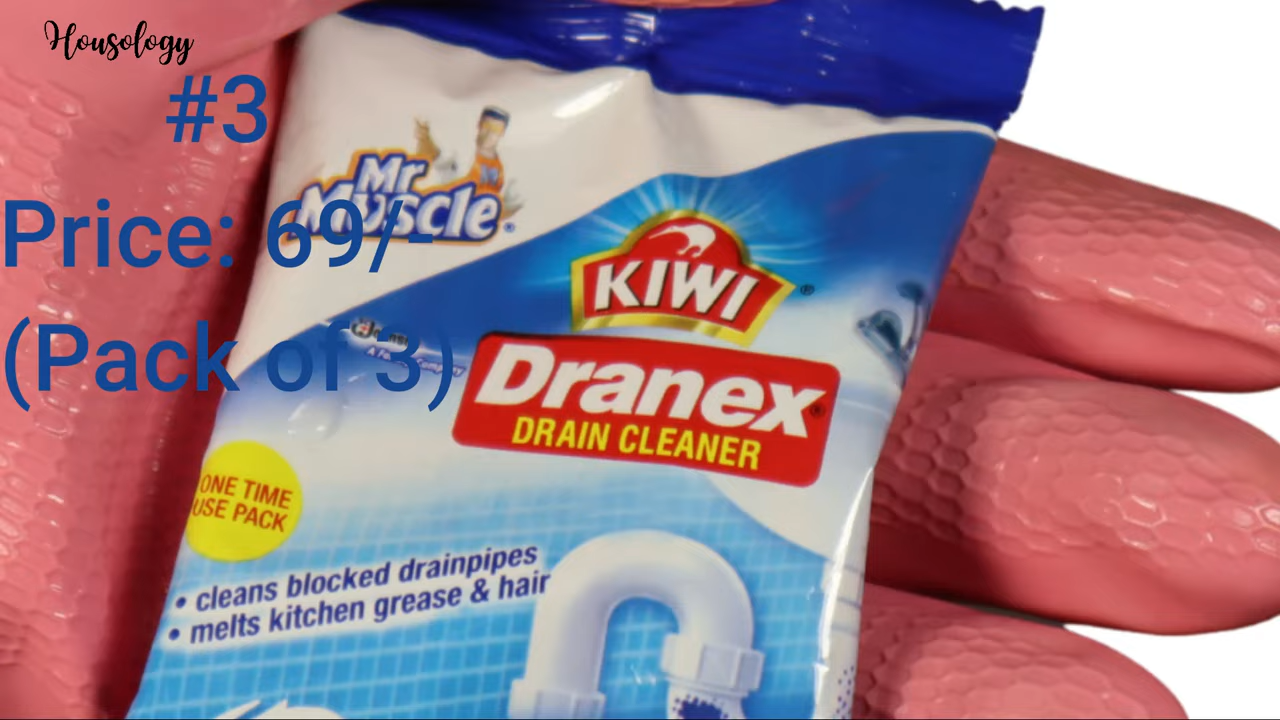 Housology
#3
Price: 69/-
(Pack of 3)
Mr
Muscle
KIWI
Dranex
DRAIN CLEANER
ONE TIME
USE PACK
• cleans blocked drainpipes
• melts kitchen grease & hair